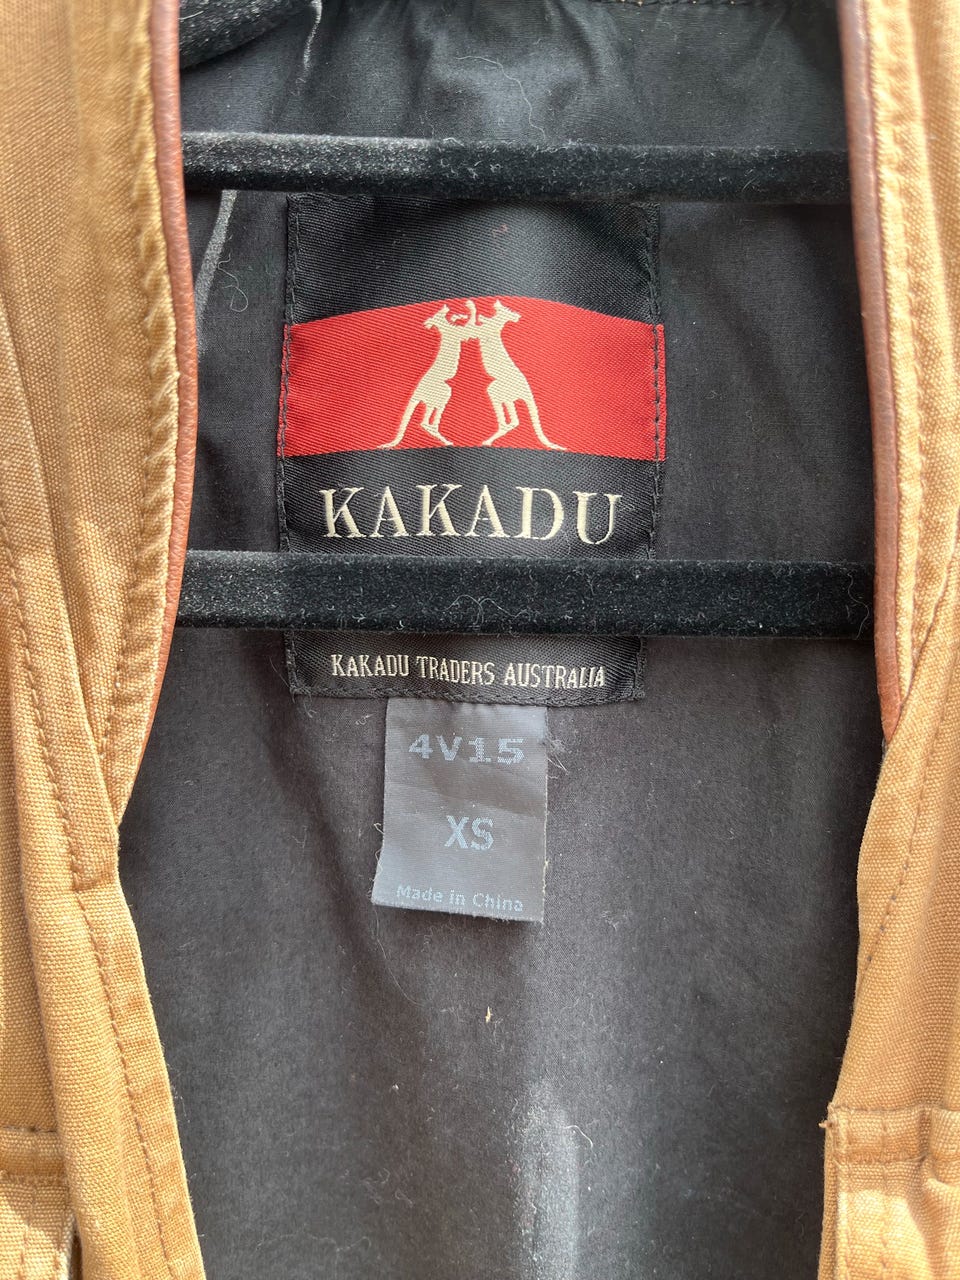 KAKADU
KAKADU TRADERS AUSTRALIA
4V15
XS
Made in China